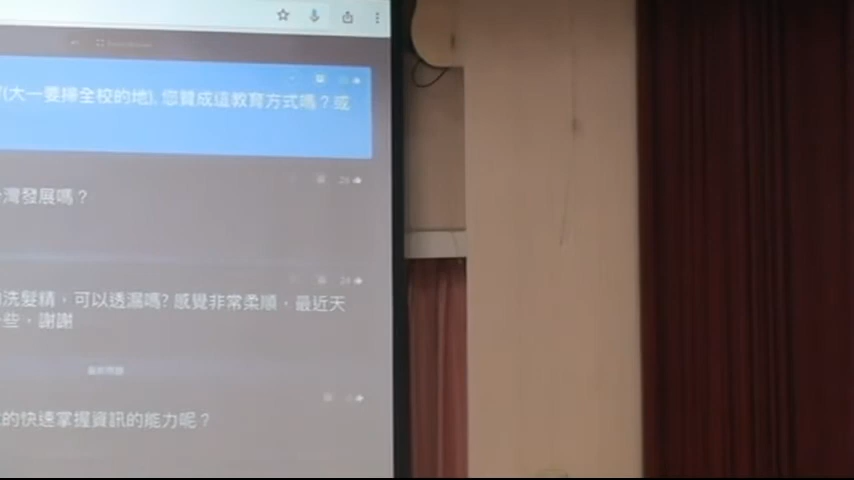 (大一要掃全校的地), 您贊成這教育方式嗎？或
灣發展嗎？
28
洗髮精，可以透漏嗎? 感覺非常柔順，最近天
些，謝謝
的快速掌握資訊的能力呢？